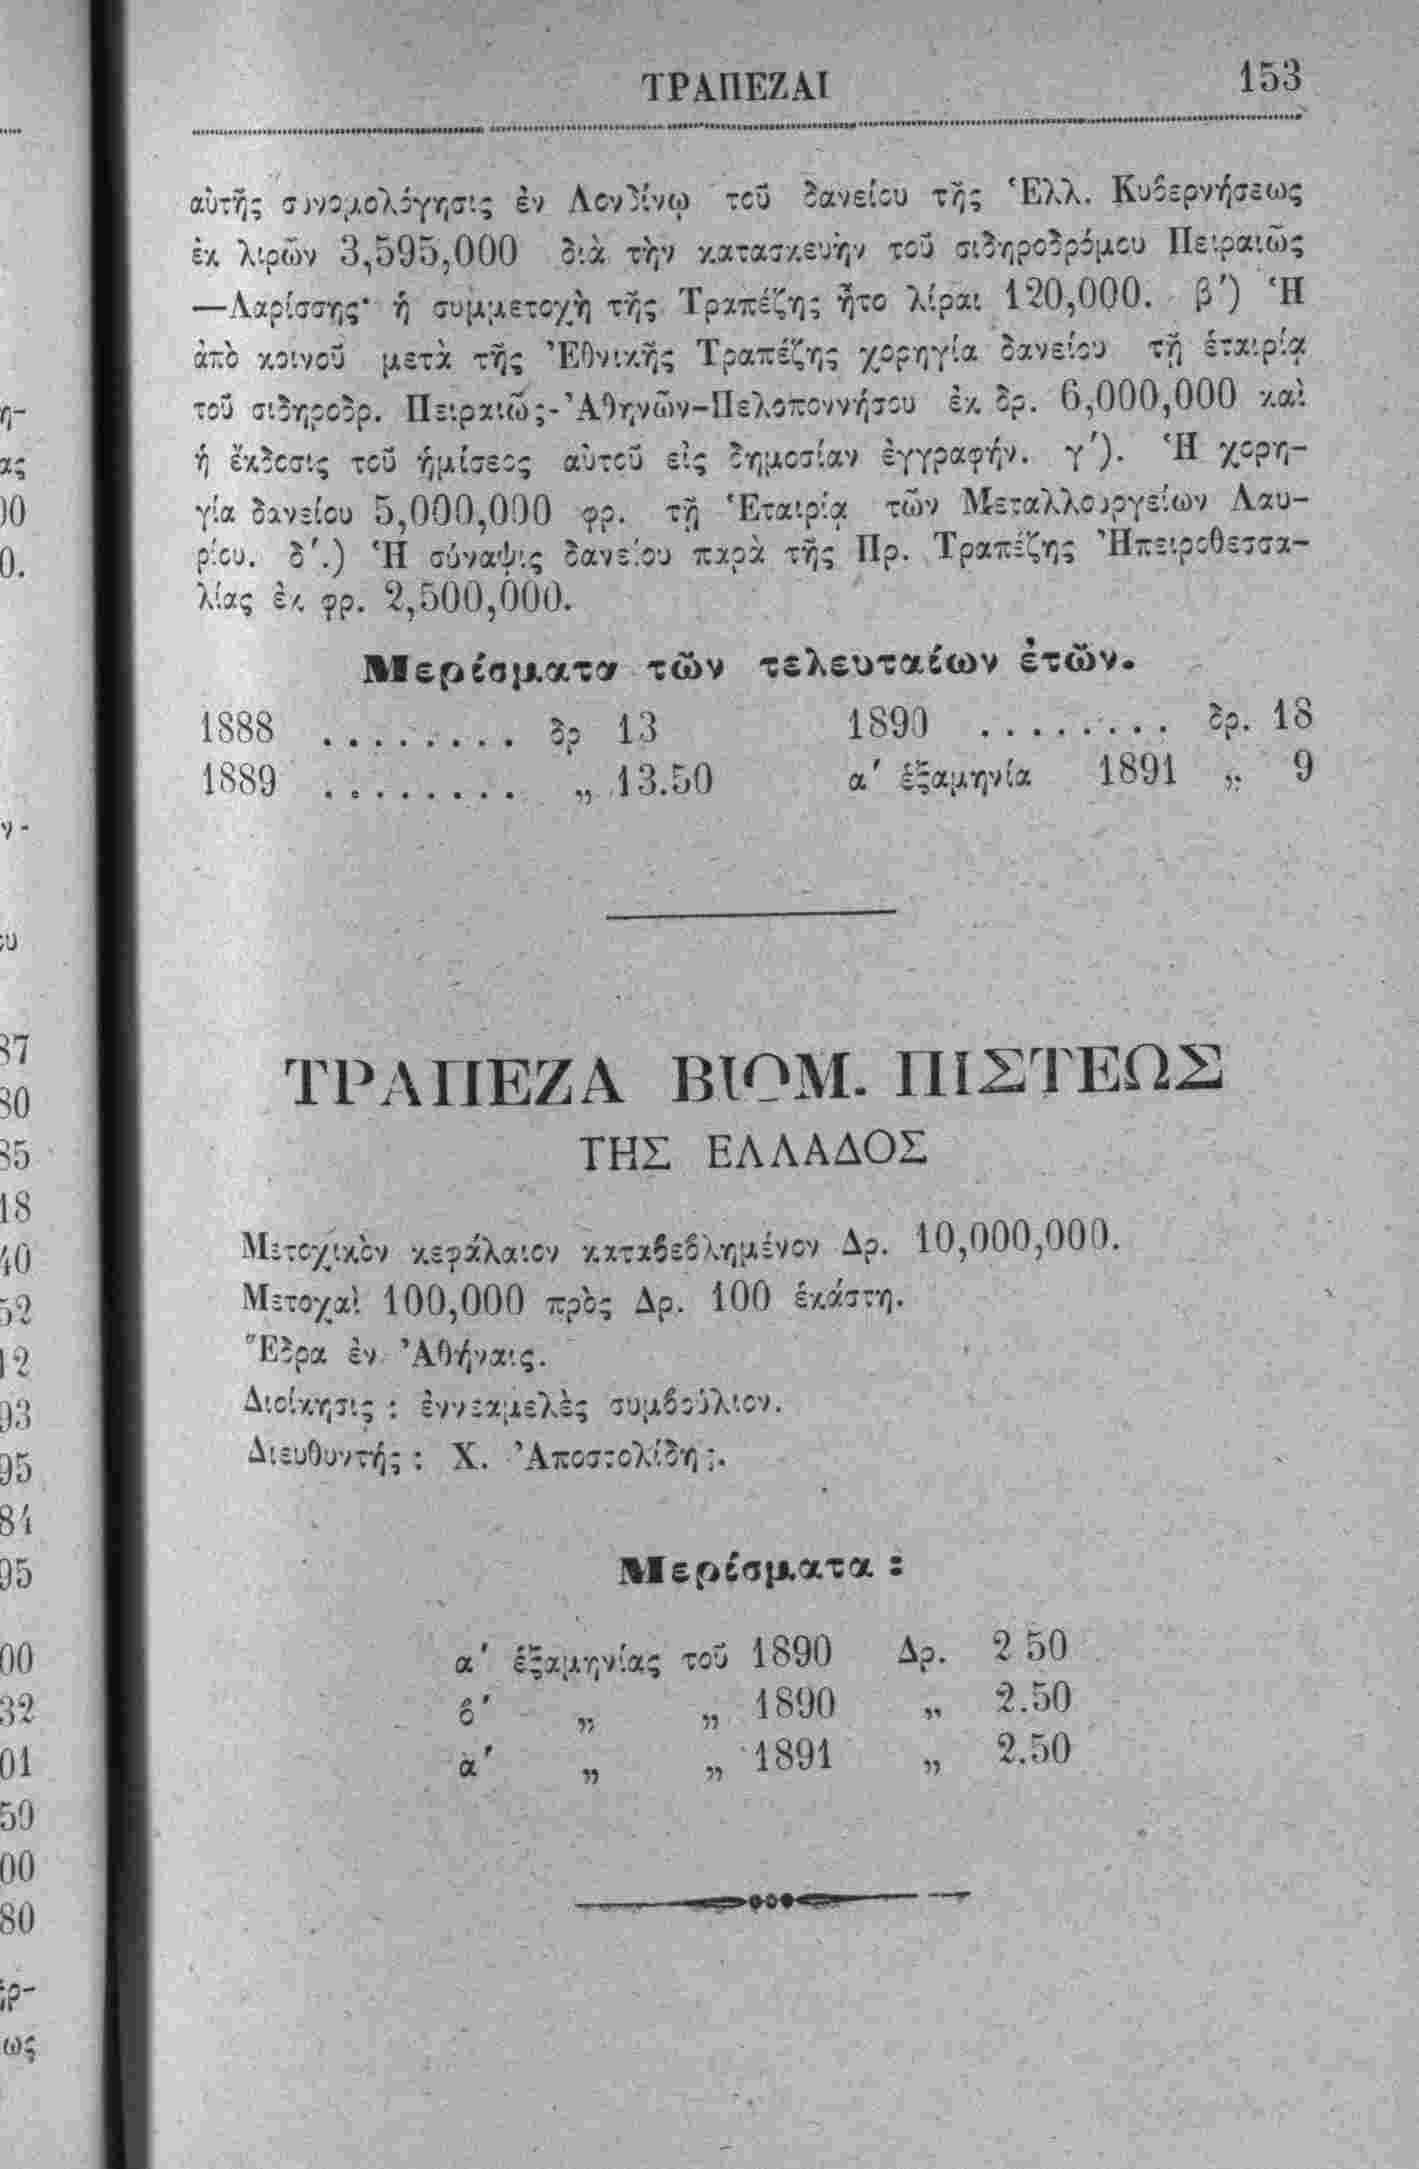 ΤΡΑΠΕΖΑΙ 153
αὐτῆς συνομολόγησις ἐν Λονδίνῳ τοῦ δανείου τῆς Ἑλλ. Κυβερνήσεως
ἐκ λιρῶν 3,595,000 διὰ τὴν κατασκευὴν τοῦ σιδηροδρόμου Πειραιῶς
—Λαρίσσης· ἡ συμμετοχὴ τῆς Τραπέζης ἦτο λίραι 120,000. β') Ἡ
ἀπὸ κοινοῦ μετὰ τῆς Ἐθνικῆς Τραπέζης χορηγία δανείου τῇ ἑταιρίᾳ
τοῦ σιδηροδρ. Πειραιῶς-Ἀθηνῶν-Πελοποννήσου ἐκ δρ. 6,000,000 καὶ
ἡ ἔκδοσις τοῦ ἡμίσεος αὐτοῦ εἰς δημοσίαν ἐγγραφήν. γ'). Ἡ χορη-
γία δανείου 5,000,000 φρ. τῇ Ἑταιρίᾳ τῶν Μεταλλουργείων Λαυ-
ρίου. δ'.) Ἡ σύναψις δανείου παρὰ τῆς Πρ. Τραπέζης Ἠπειροθεσσα-
λίας ἐκ φρ. 2,500,000.
Μερίσματα τῶν τελευταίων ἐτῶν.
1888 ........ δρ 13 1890 ........ δρ. 18
1889 ........ „ 13.50 α' ἑξαμηνία 1891 „ 9
ΤΡΑΠΕΖΑ ΒΙΟΜ. ΠΙΣΤΕΩΣ
ΤΗΣ ΕΛΛΑΔΟΣ
Μετοχικὸν κεφάλαιον καταβεβλημένον Δρ. 10,000,000.
Μετοχαὶ 100,000 πρὸς Δρ. 100 ἑκάστη.
Ἕδρα ἐν Ἀθήναις.
Διοίκησις : ἐννεαμελὲς συμβούλιον.
Διευθυντής : Χ. Ἀποστολίδης.
Μερίσματα :
α' ἑξαμηνίας τοῦ 1890 Δρ. 2 50
β' „ „ 1890 „ 2.50
α' „ „ 1891 „ 2.50